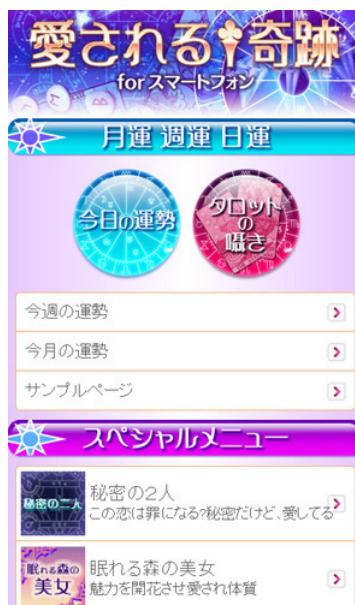 愛される奇跡
for スマートフォン
月運 週運 日運
今日の運勢
タロット
の
囁き
今週の運勢
今月の運勢
サンプルページ
スペシャルメニュー
秘密の二人
秘密の2人
この恋は罪になる?秘密だけど、愛してる
眠れる森の
美女
眠れる森の美女
魅力を開花させ愛され体質